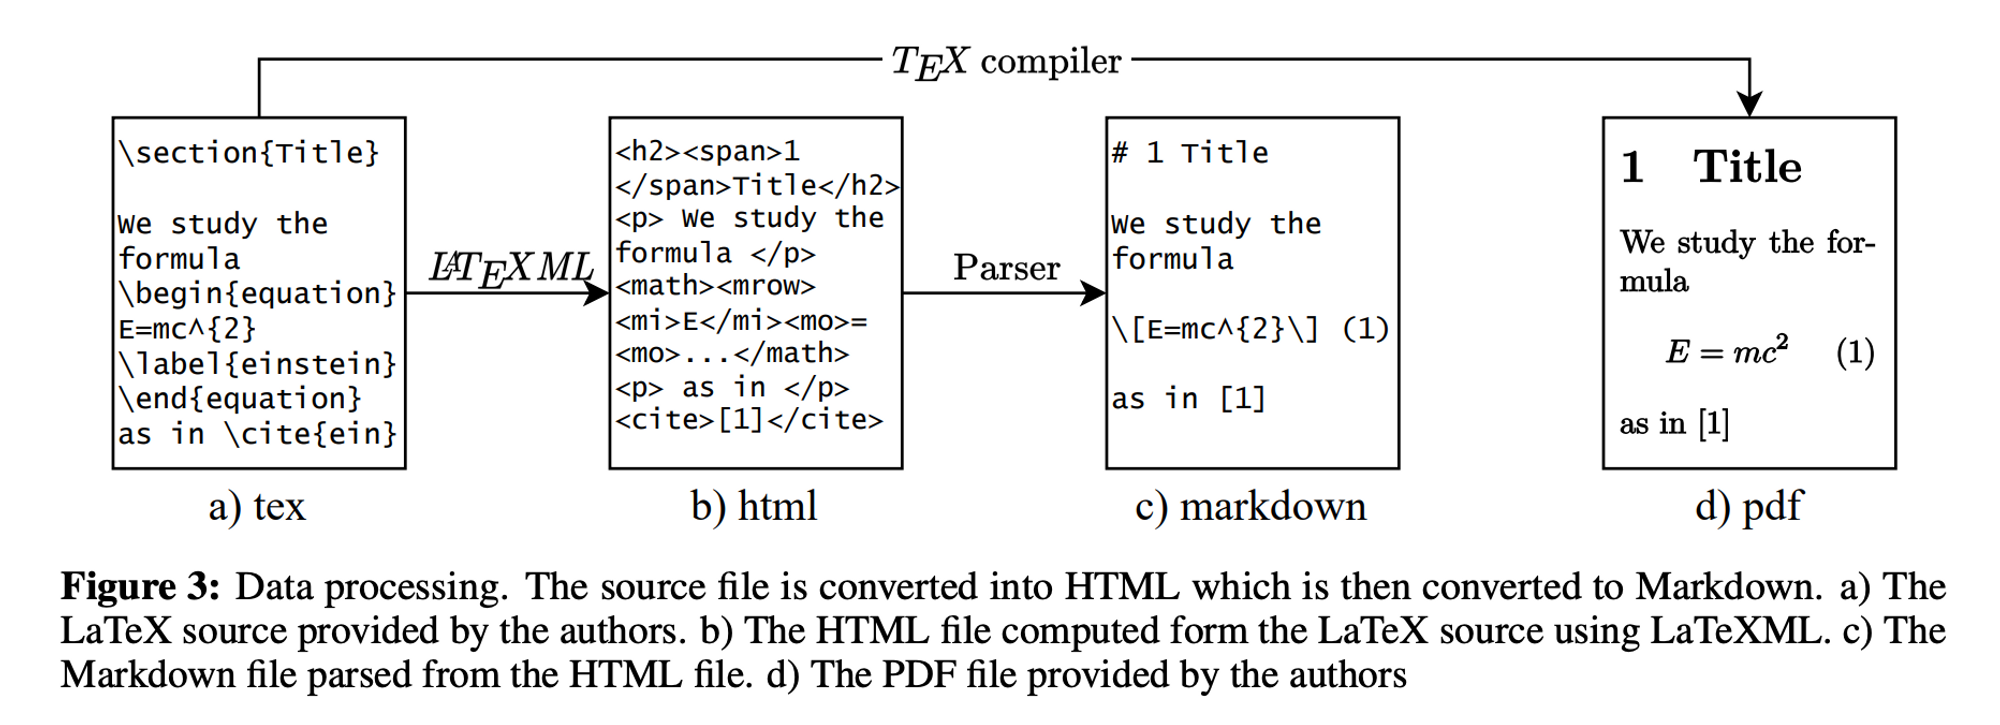 TEX compiler
\section{Title}
We study the
formula
\begin{equation}
E=mc^{2}
\label{einstein}
\end{equation}
as in \cite{ein}
LATEXML
<h2><span>1
</span>Title</h2>
<p> We study the
formula </p>
<math><mrow>
<mi>E</mi><mo>=
<mo>...</math>
<p> as in </p>
<cite>[1]</cite>
Parser
# 1 Title
We study the
formula
\[E=mc^{2}\] (1)
as in [1]
1 Title
We study the for-
mula
E = mc² (1)
as in [1]
a) tex
b) html
c) markdown
d) pdf
Figure 3: Data processing. The source file is converted into HTML which is then converted to Markdown. a) The
LaTeX source provided by the authors. b) The HTML file computed form the LaTeX source using LaTeXML. c) The
Markdown file parsed from the HTML file. d) The PDF file provided by the authors